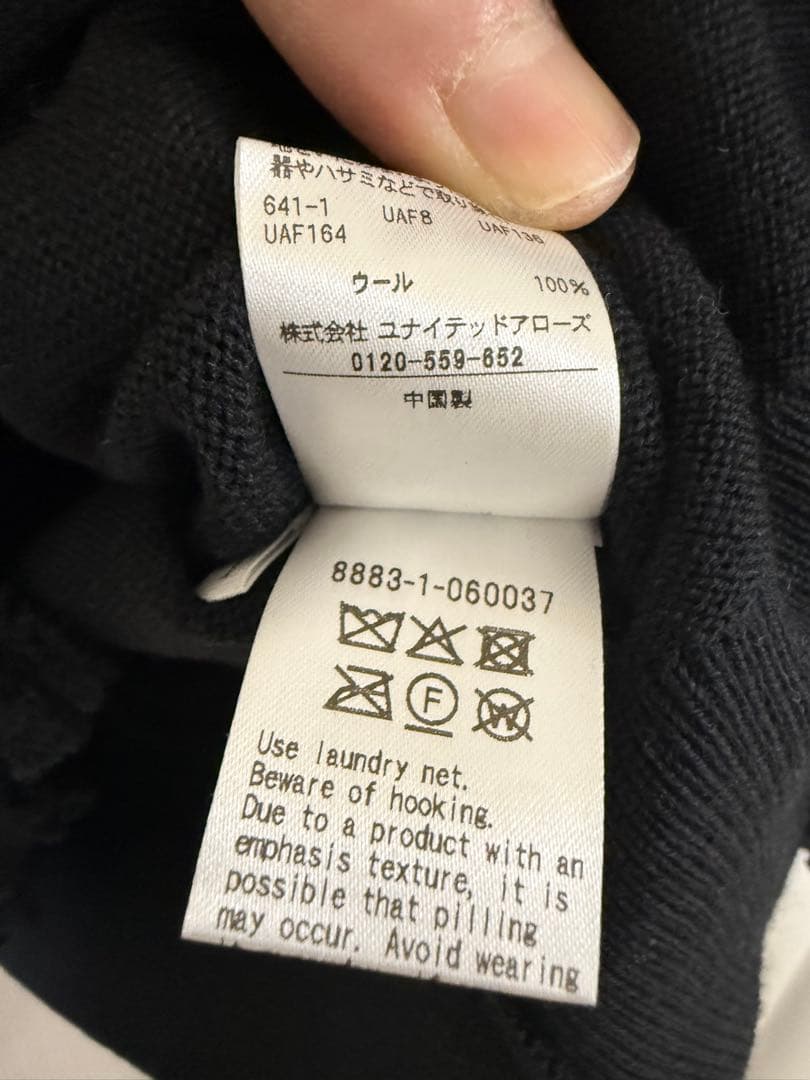 器やハサミなどで取り
641-1 UAF8 UAF136
UAF164
ウール 100%
株式会社 ユナイテッドアローズ
0120-559-652
中国製
8883-1-060037
F W
Use laundry net.
Beware of hooking.
Due to a product with an
emphasis texture, it is
possible that pilling
may occur. Avoid wearing